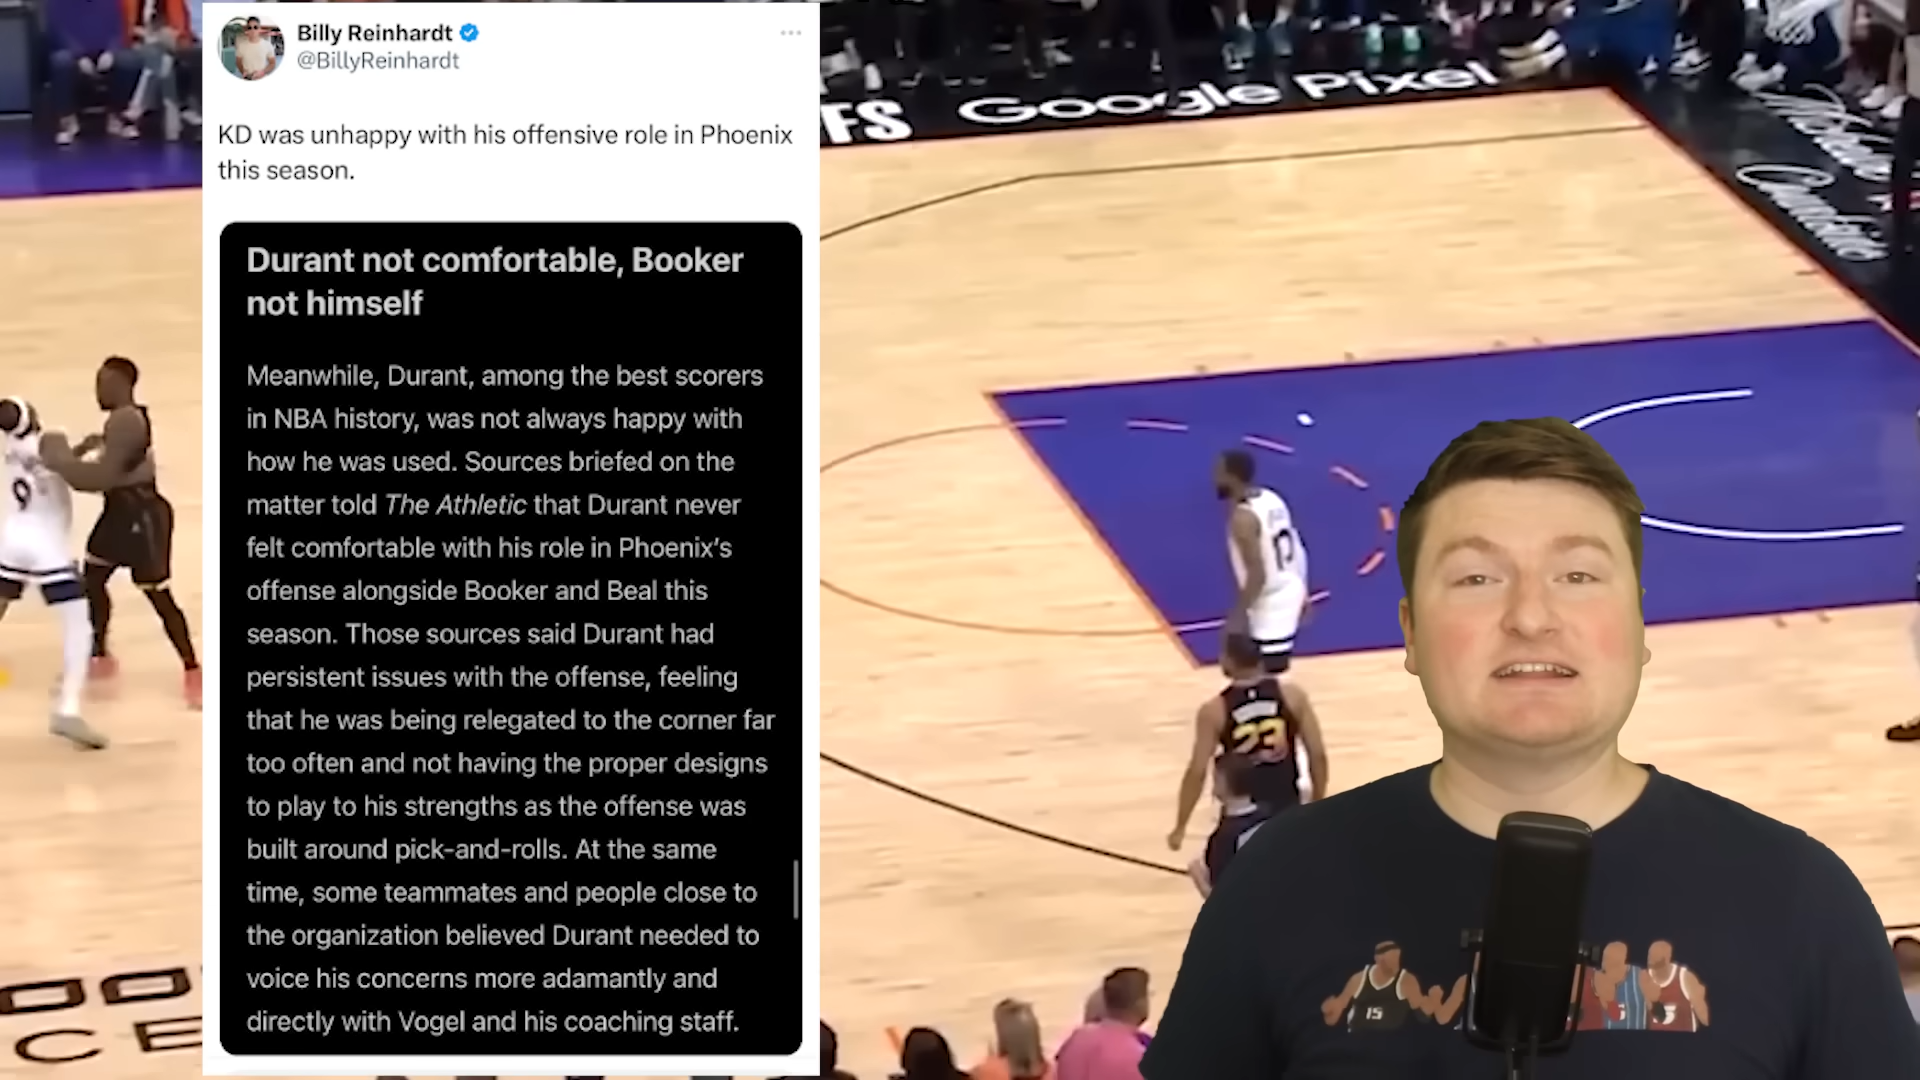 Billy Reinhardt
@BillyReinhardt
KD was unhappy with his offensive role in Phoenix
this season.
Durant not comfortable, Booker
not himself
Meanwhile, Durant, among the best scorers
in NBA history, was not always happy with
how he was used. Sources briefed on the
matter told The Athletic that Durant never
felt comfortable with his role in Phoenix’s
offense alongside Booker and Beal this
season. Those sources said Durant had
persistent issues with the offense, feeling
that he was being relegated to the corner far
too often and not having the proper designs
to play to his strengths as the offense was
built around pick-and-rolls. At the same
time, some teammates and people close to
the organization believed Durant needed to
voice his concerns more adamantly and
directly with Vogel and his coaching staff.
FS Google Pixel
9
23
15
CE